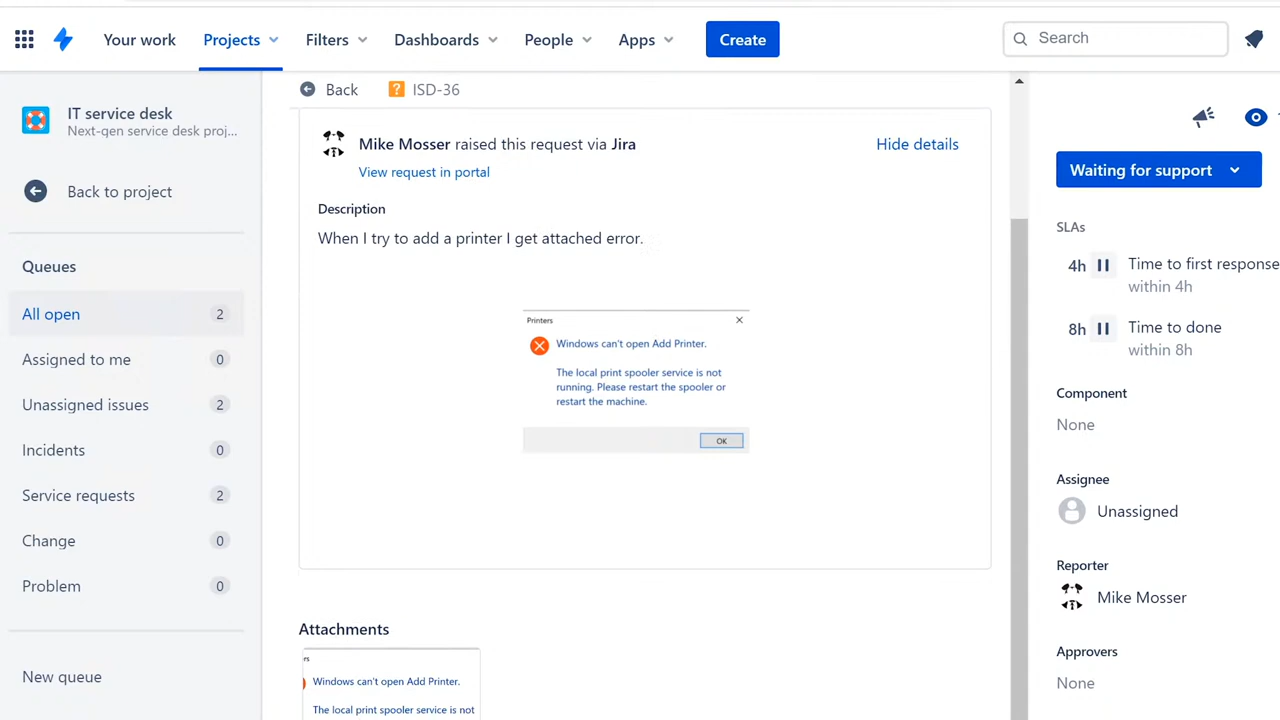 Your work
Projects
Filters
Dashboards
People
Apps
Create
Search
IT service desk
Next-gen service desk proj...
Back to project
Queues
All open 2
Assigned to me 0
Unassigned issues 2
Incidents 0
Service requests 2
Change 0
Problem 0
New queue
Back
ISD-36
Mike Mosser raised this request via Jira
Hide details
View request in portal
Description
When I try to add a printer I get attached error.
Printers
Windows can't open Add Printer.
The local print spooler service is not
running. Please restart the spooler or
restart the machine.
OK
Attachments
rs
Windows can't open Add Printer.
The local print spooler service is not
Waiting for support
SLAs
4h Time to first response
within 4h
8h Time to done
within 8h
Component
None
Assignee
Unassigned
Reporter
Mike Mosser
Approvers
None